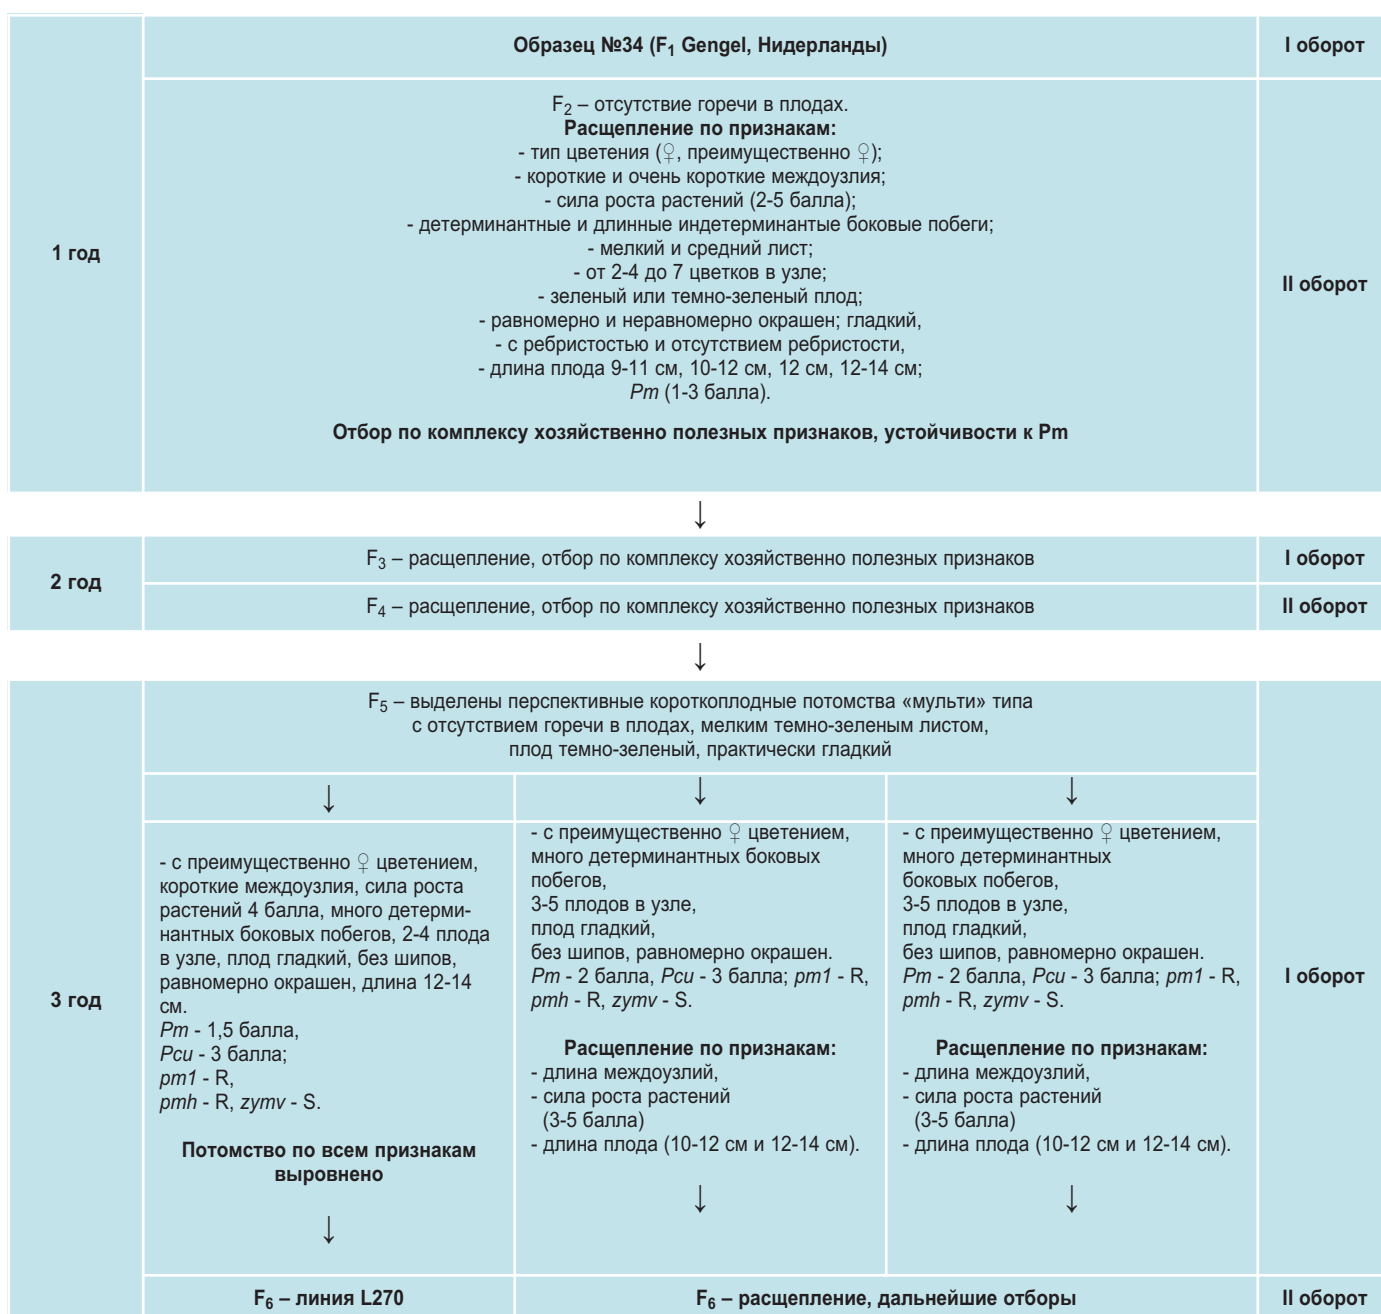 Образец №34 (F₁ Gengel, Нидерланды)
I оборот
1 год
F₂ – отсутствие горечи в плодах.
Расщепление по признакам:
- тип цветения (♀, преимущественно ♀);
- короткие и очень короткие междоузлия;
- сила роста растений (2-5 балла);
- детерминантные и длинные индетерминантые боковые побеги;
- мелкий и средний лист;
- от 2-4 до 7 цветков в узле;
- зеленый или темно-зеленый плод;
- равномерно и неравномерно окрашен; гладкий,
- с ребристостью и отсутствием ребристости,
- длина плода 9-11 см, 10-12 см, 12 см, 12-14 см;
Pm (1-3 балла).
Отбор по комплексу хозяйственно полезных признаков, устойчивости к Pm
II оборот
↓
2 год
F₃ – расщепление, отбор по комплексу хозяйственно полезных признаков
I оборот
F₄ – расщепление, отбор по комплексу хозяйственно полезных признаков
II оборот
↓
3 год
F₅ – выделены перспективные короткоплодные потомства «мульти» типа
с отсутствием горечи в плодах, мелким темно-зеленым листом,
плод темно-зеленый, практически гладкий
I оборот
↓
- с преимущественно ♀ цветением,
короткие междоузлия, сила роста
растений 4 балла, много детерми-
нантных боковых побегов, 2-4 плода
в узле, плод гладкий, без шипов,
равномерно окрашен, длина 12-14
см.
Pm - 1,5 балла,
Pcu - 3 балла;
pm1 - R,
pmh - R, zymv - S.
Потомство по всем признакам
выровнено
↓
↓
- с преимущественно ♀ цветением,
много детерминантных боковых
побегов,
3-5 плодов в узле,
плод гладкий,
без шипов, равномерно окрашен.
Pm - 2 балла, Pcu - 3 балла; pm1 - R,
pmh - R, zymv - S.
Расщепление по признакам:
- длина междоузлий,
- сила роста растений
(3-5 балла)
- длина плода (10-12 см и 12-14 см).
↓
↓
- с преимущественно ♀ цветением,
много детерминантных
боковых побегов,
3-5 плодов в узле,
плод гладкий,
без шипов, равномерно окрашен.
Pm - 2 балла, Pcu - 3 балла; pm1 - R,
pmh - R, zymv - S.
Расщепление по признакам:
- длина междоузлий,
- сила роста растений
(3-5 балла)
- длина плода (10-12 см и 12-14 см).
↓
F₆ – линия L270
F₆ – расщепление, дальнейшие отборы
II оборот